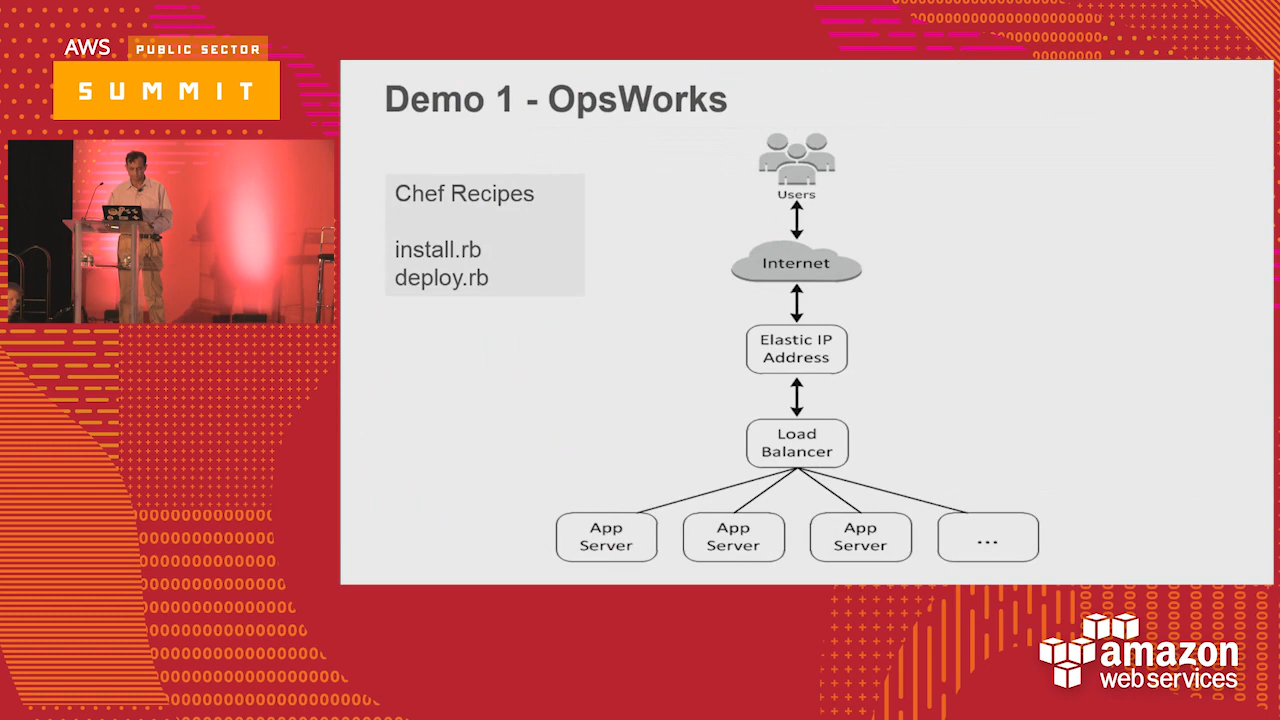 AWS PUBLIC SECTOR
SUMMIT
Demo 1 - OpsWorks
Chef Recipes
install.rb
deploy.rb
Users
Internet
Elastic IP
Address
Load
Balancer
App
Server
App
Server
App
Server
...
amazon
web services